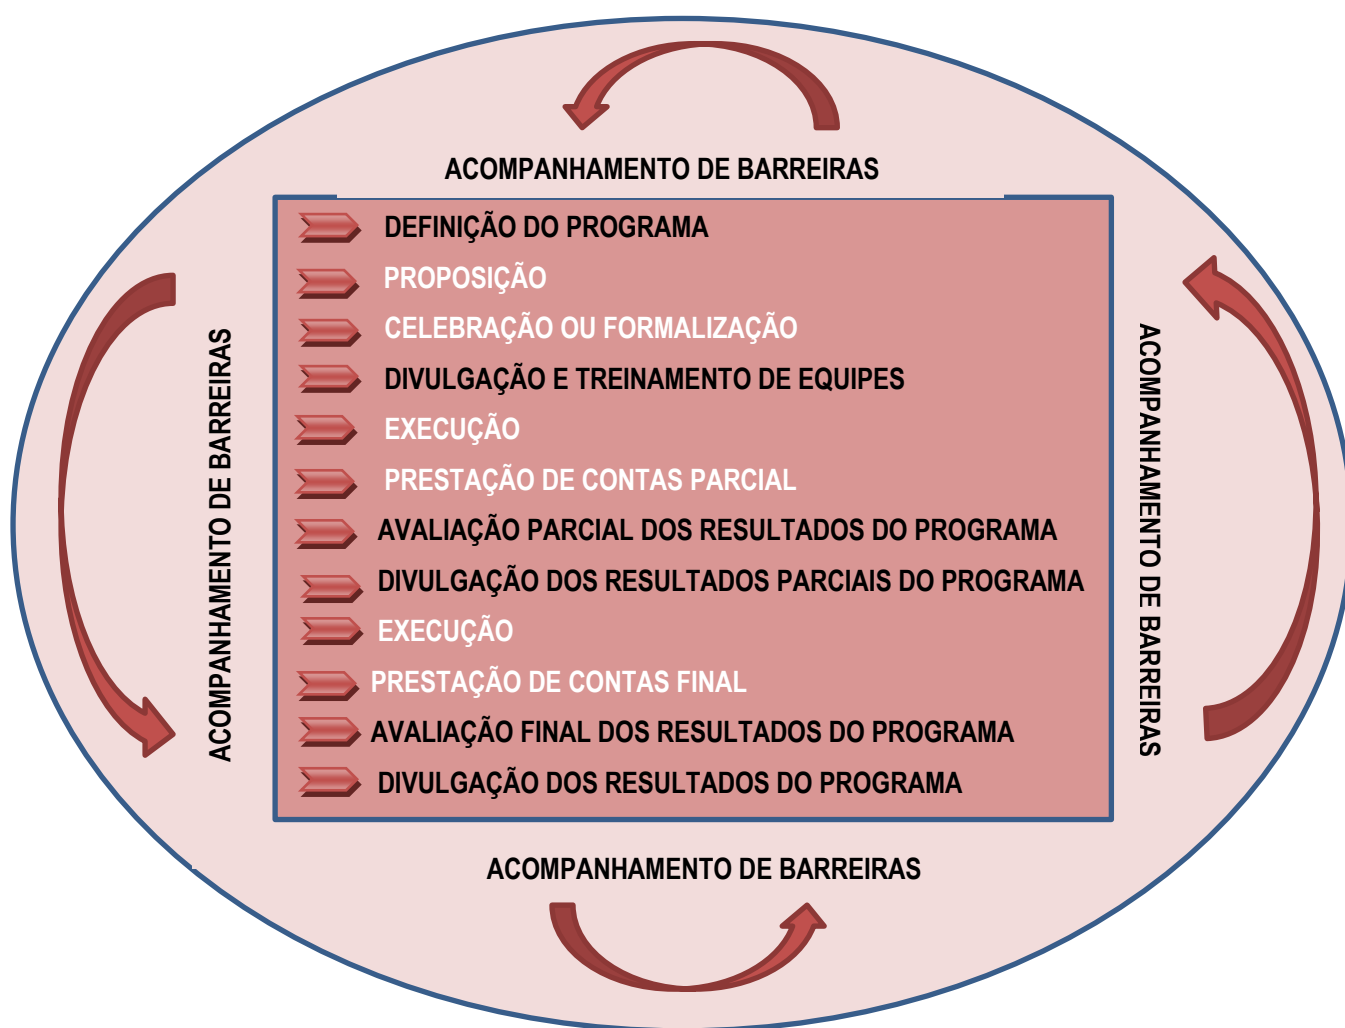 ACOMPANHAMENTO DE BARREIRAS
DEFINIÇÃO DO PROGRAMA
PROPOSIÇÃO
CELEBRAÇÃO OU FORMALIZAÇÃO
DIVULGAÇÃO E TREINAMENTO DE EQUIPES
EXECUÇÃO
PRESTAÇÃO DE CONTAS PARCIAL
AVALIAÇÃO PARCIAL DOS RESULTADOS DO PROGRAMA
DIVULGAÇÃO DOS RESULTADOS PARCIAIS DO PROGRAMA
EXECUÇÃO
PRESTAÇÃO DE CONTAS FINAL
AVALIAÇÃO FINAL DOS RESULTADOS DO PROGRAMA
DIVULGAÇÃO DOS RESULTADOS DO PROGRAMA
ACOMPANHAMENTO DE BARREIRAS
ACOMPANHAMENTO DE BARREIRAS
ACOMPANHAMENTO DE BARREIRAS